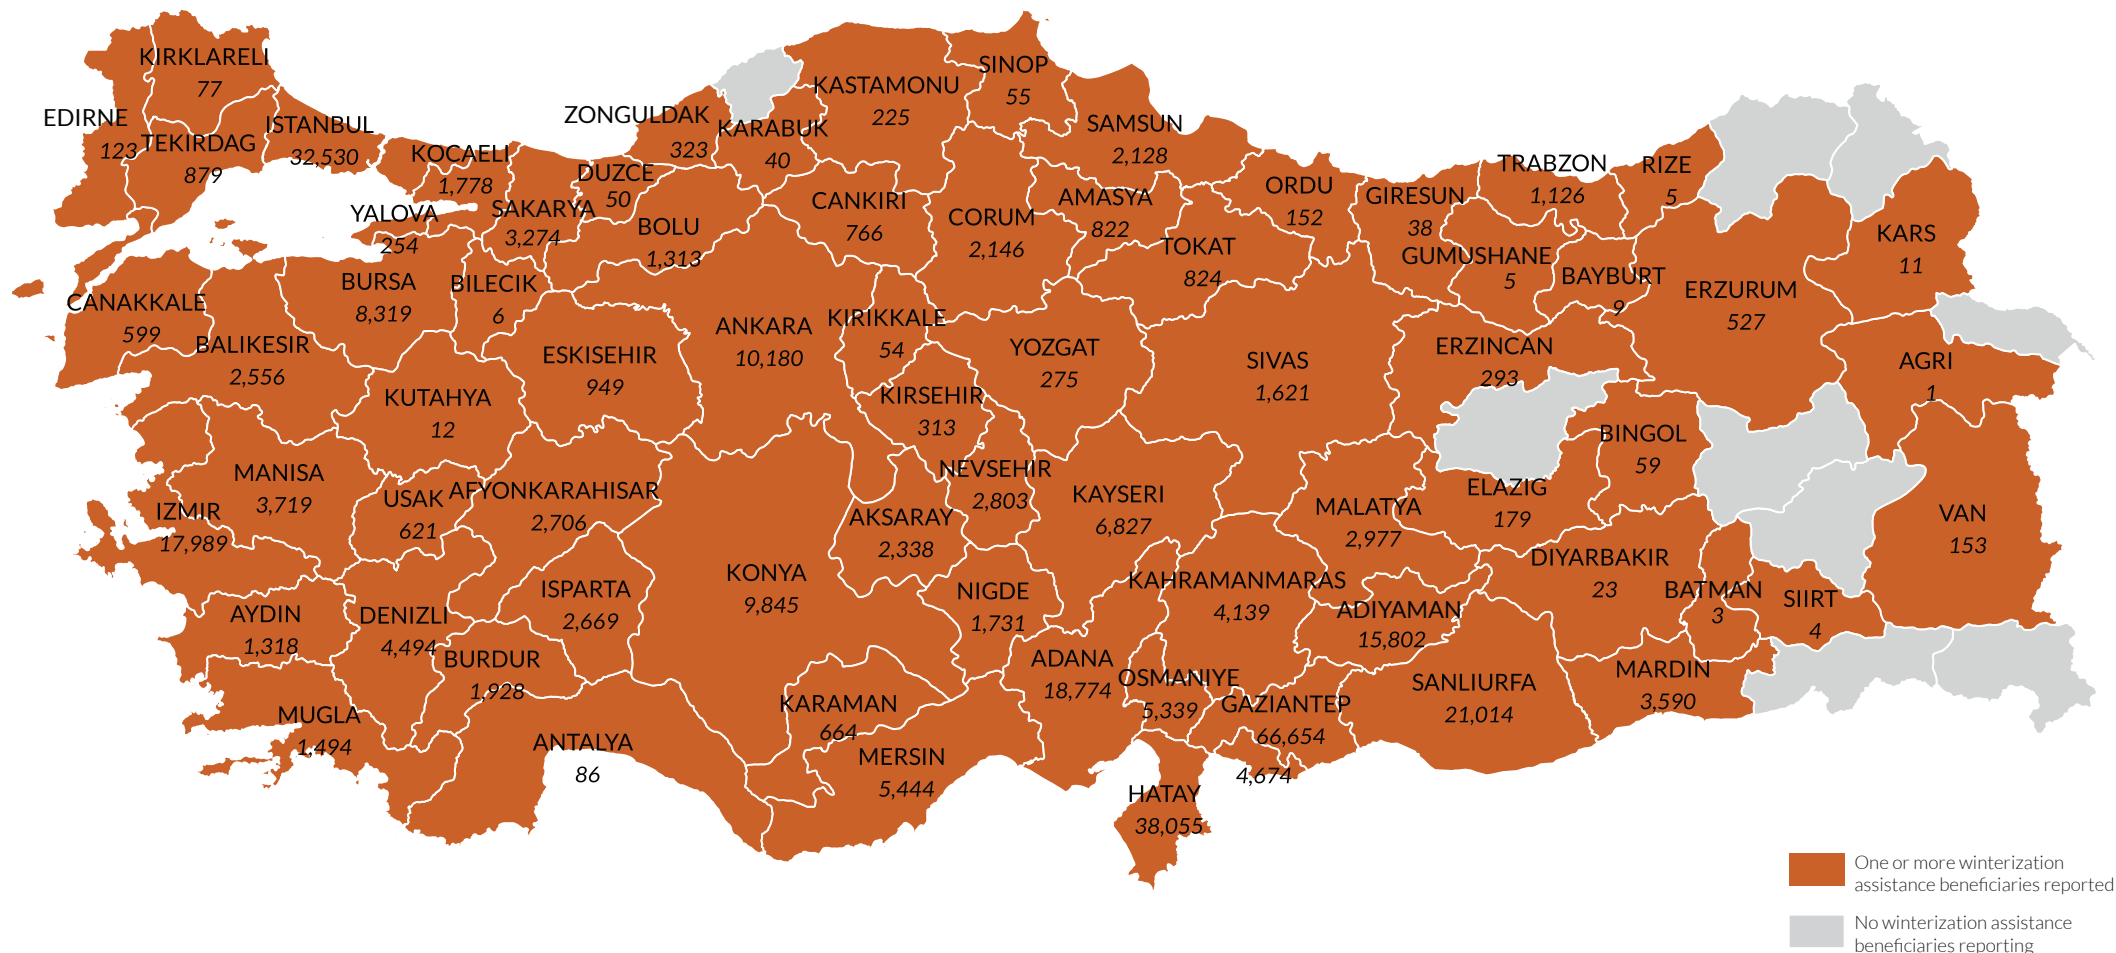 KIRKLARELI
77
EDIRNE
123
TEKIRDAG
879
ISTANBUL
32,530
KOCAELI
1,778
YALOVA
254
SAKARYA
3,274
DUZCE
50
ZONGULDAK
323
KARABUK
40
BOLU
1,313
KASTAMONU
225
SINOP
55
SAMSUN
2,128
CANKIRI
766
CORUM
2,146
AMASYA
822
TOKAT
824
ORDU
152
GIRESUN
38
TRABZON
1,126
RIZE
5
GUMUSHANE
5
BAYBURT
9
ERZURUM
527
KARS
11
CANAKKALE
599
BALIKESIR
2,556
BURSA
8,319
BILECIK
6
ESKISEHIR
949
ANKARA
10,180
KIRIKKALE
54
KIRSEHIR
313
YOZGAT
275
SIVAS
1,621
ERZINCAN
293
AGRI
1
KUTAHYA
12
MANISA
3,719
USAK
621
AFYONKARAHISAR
2,706
IZMIR
17,989
AKSARAY
2,338
NEVSEHIR
2,803
KAYSERI
6,827
MALATYA
2,977
ELAZIG
179
BINGOL
59
VAN
153
DIYARBAKIR
23
BATMAN
3
SIIRT
4
AYDIN
1,318
DENIZLI
4,494
ISPARTA
2,669
BURDUR
1,928
KONYA
9,845
NIGDE
1,731
KAHRAMANMARAS
4,139
ADIYAMAN
15,802
MUGLA
1,494
ANTALYA
86
KARAMAN
664
MERSIN
5,444
ADANA
18,774
OSMANIYE
5,339
GAZIANTEP
66,654
4,674
SANLIURFA
21,014
MARDIN
3,590
HATAY
38,055
One or more winterization
assistance beneficiaries reported
No winterization assistance
beneficiaries reporting